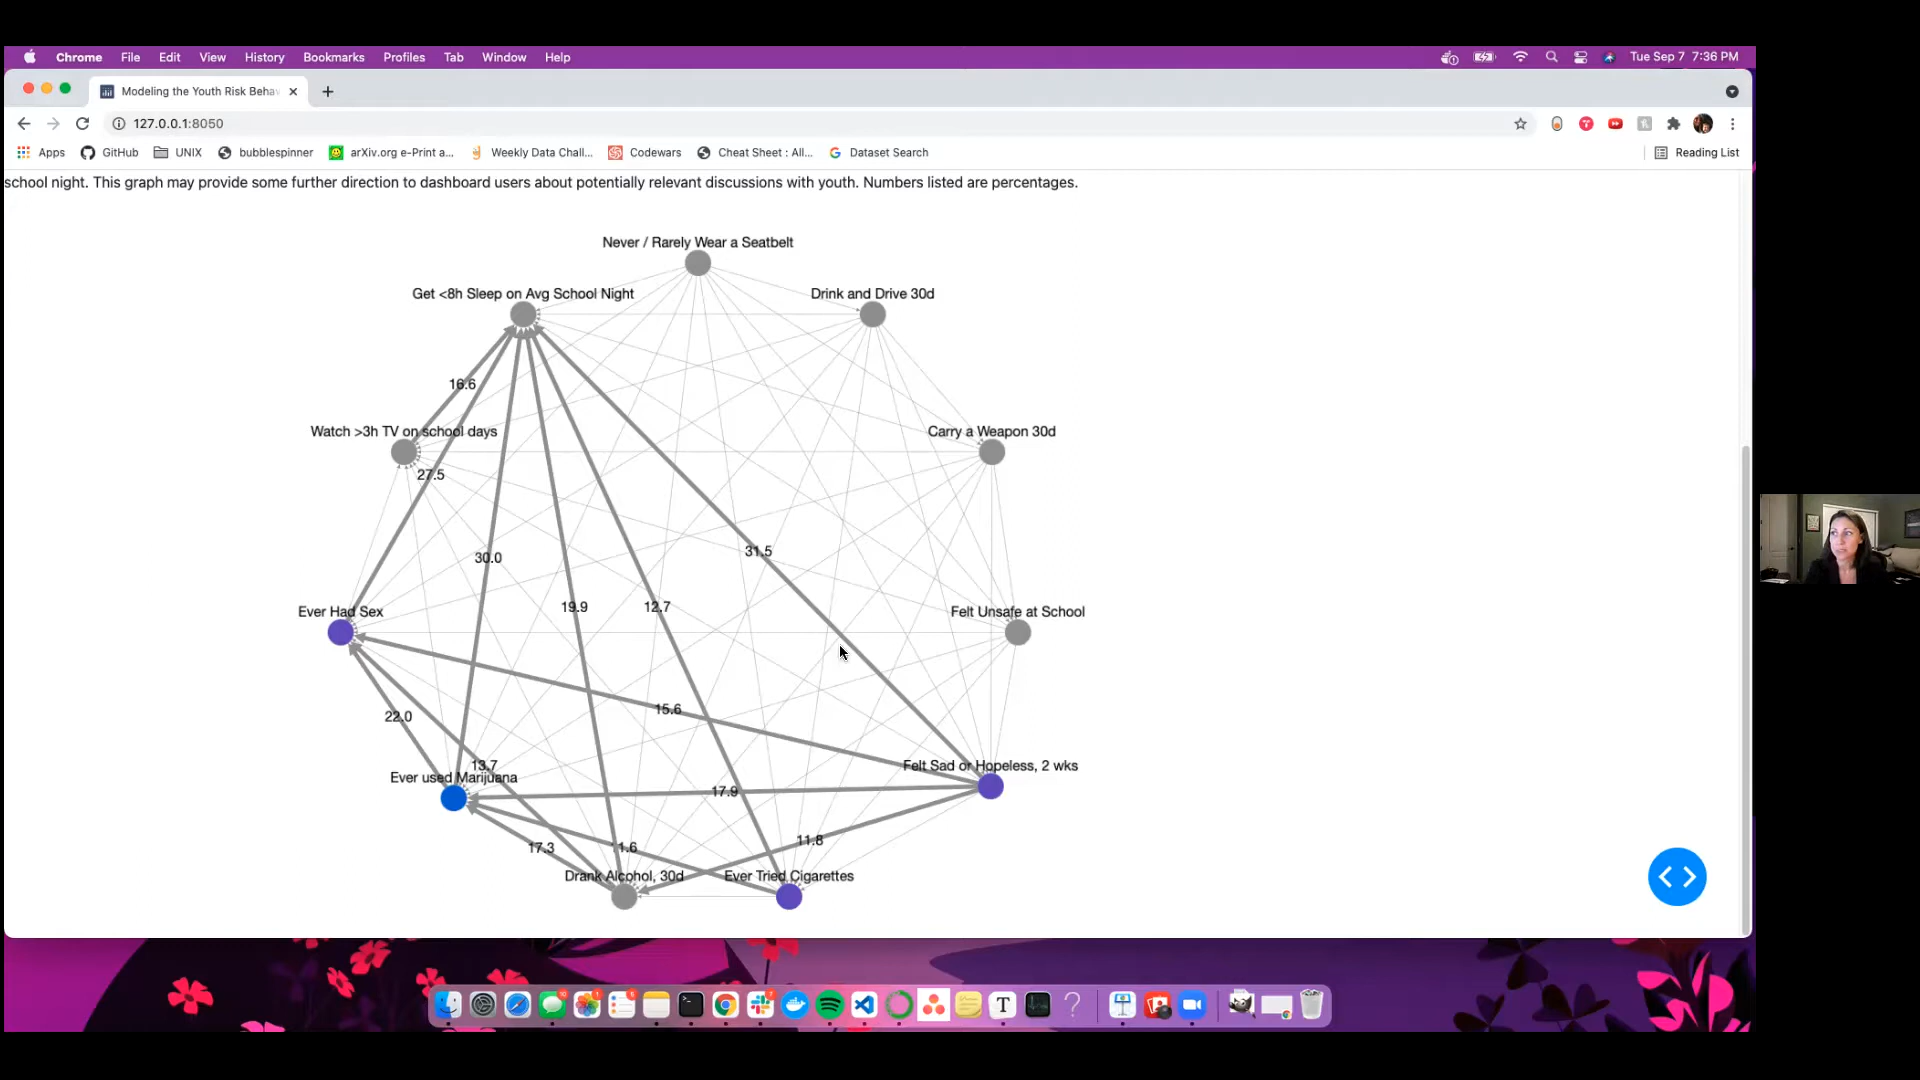 Chrome File Edit View History Bookmarks Profiles Tab Window Help Tue Sep 7 7:36 PM
Modeling the Youth Risk Beha
127.0.0.1:8050
Apps GitHub UNIX bubblespinner arXiv.org e-Print a... Weekly Data Chall... Codewars Cheat Sheet : All... Dataset Search Reading List
school night. This graph may provide some further direction to dashboard users about potentially relevant discussions with youth. Numbers listed are percentages.
Never / Rarely Wear a Seatbelt
Get <8h Sleep on Avg School Night
Drink and Drive 30d
16.6
Watch >3h TV on school days
Carry a Weapon 30d
27.5
31.5
30.0
19.9
12.7
Ever Had Sex
Felt Unsafe at School
15.6
22.0
13.7
Felt Sad or Hopeless, 2 wks
Ever used Marijuana
17.9
11.8
17.3
Drank Alcohol, 30d
Ever Tried Cigarettes